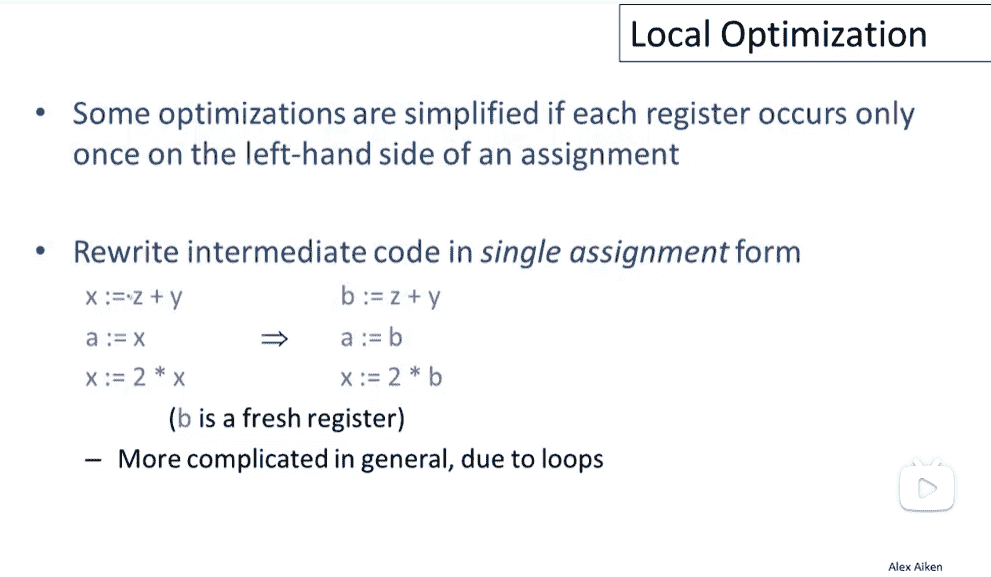 Local Optimization
• Some optimizations are simplified if each register occurs only
once on the left-hand side of an assignment
• Rewrite intermediate code in single assignment form
x := z + y b := z + y
a := x ⇒ a := b
x := 2 * x x := 2 * b
(b is a fresh register)
– More complicated in general, due to loops
Alex Aiken